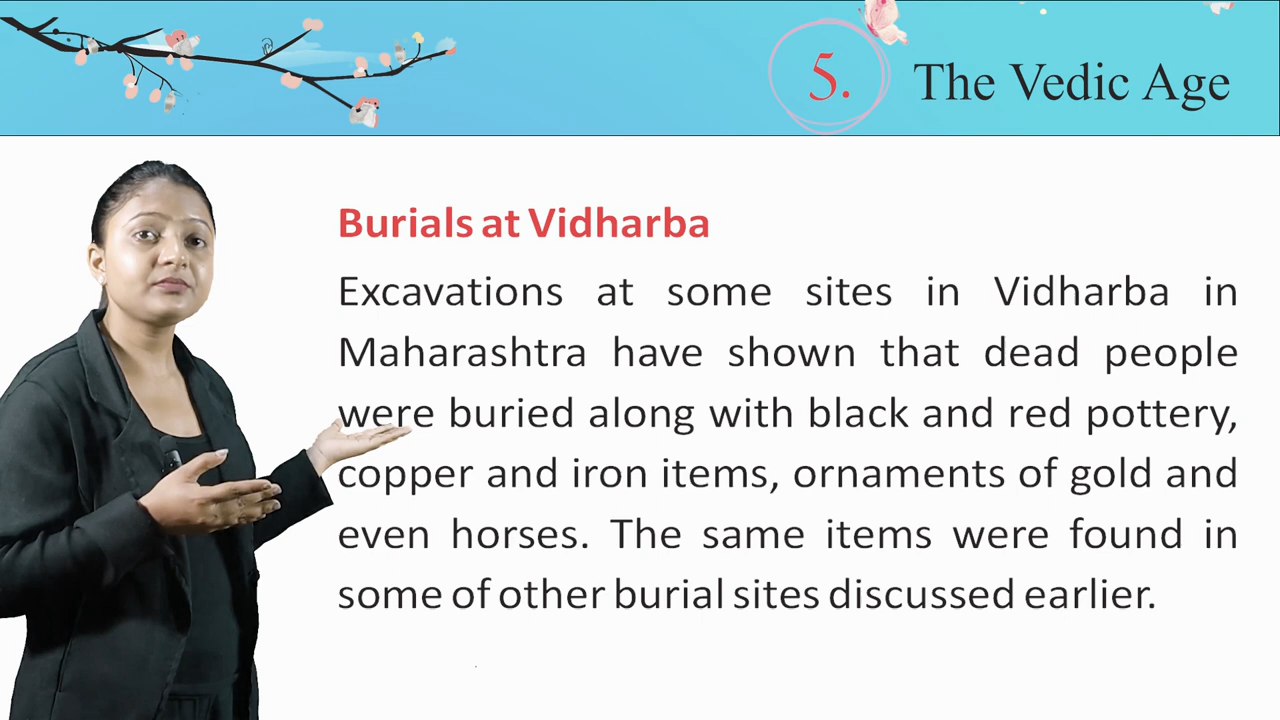 5. The Vedic Age
Burials at Vidharba
Excavations at some sites in Vidharba in
Maharashtra have shown that dead people
were buried along with black and red pottery,
copper and iron items, ornaments of gold and
even horses. The same items were found in
some of other burial sites discussed earlier.